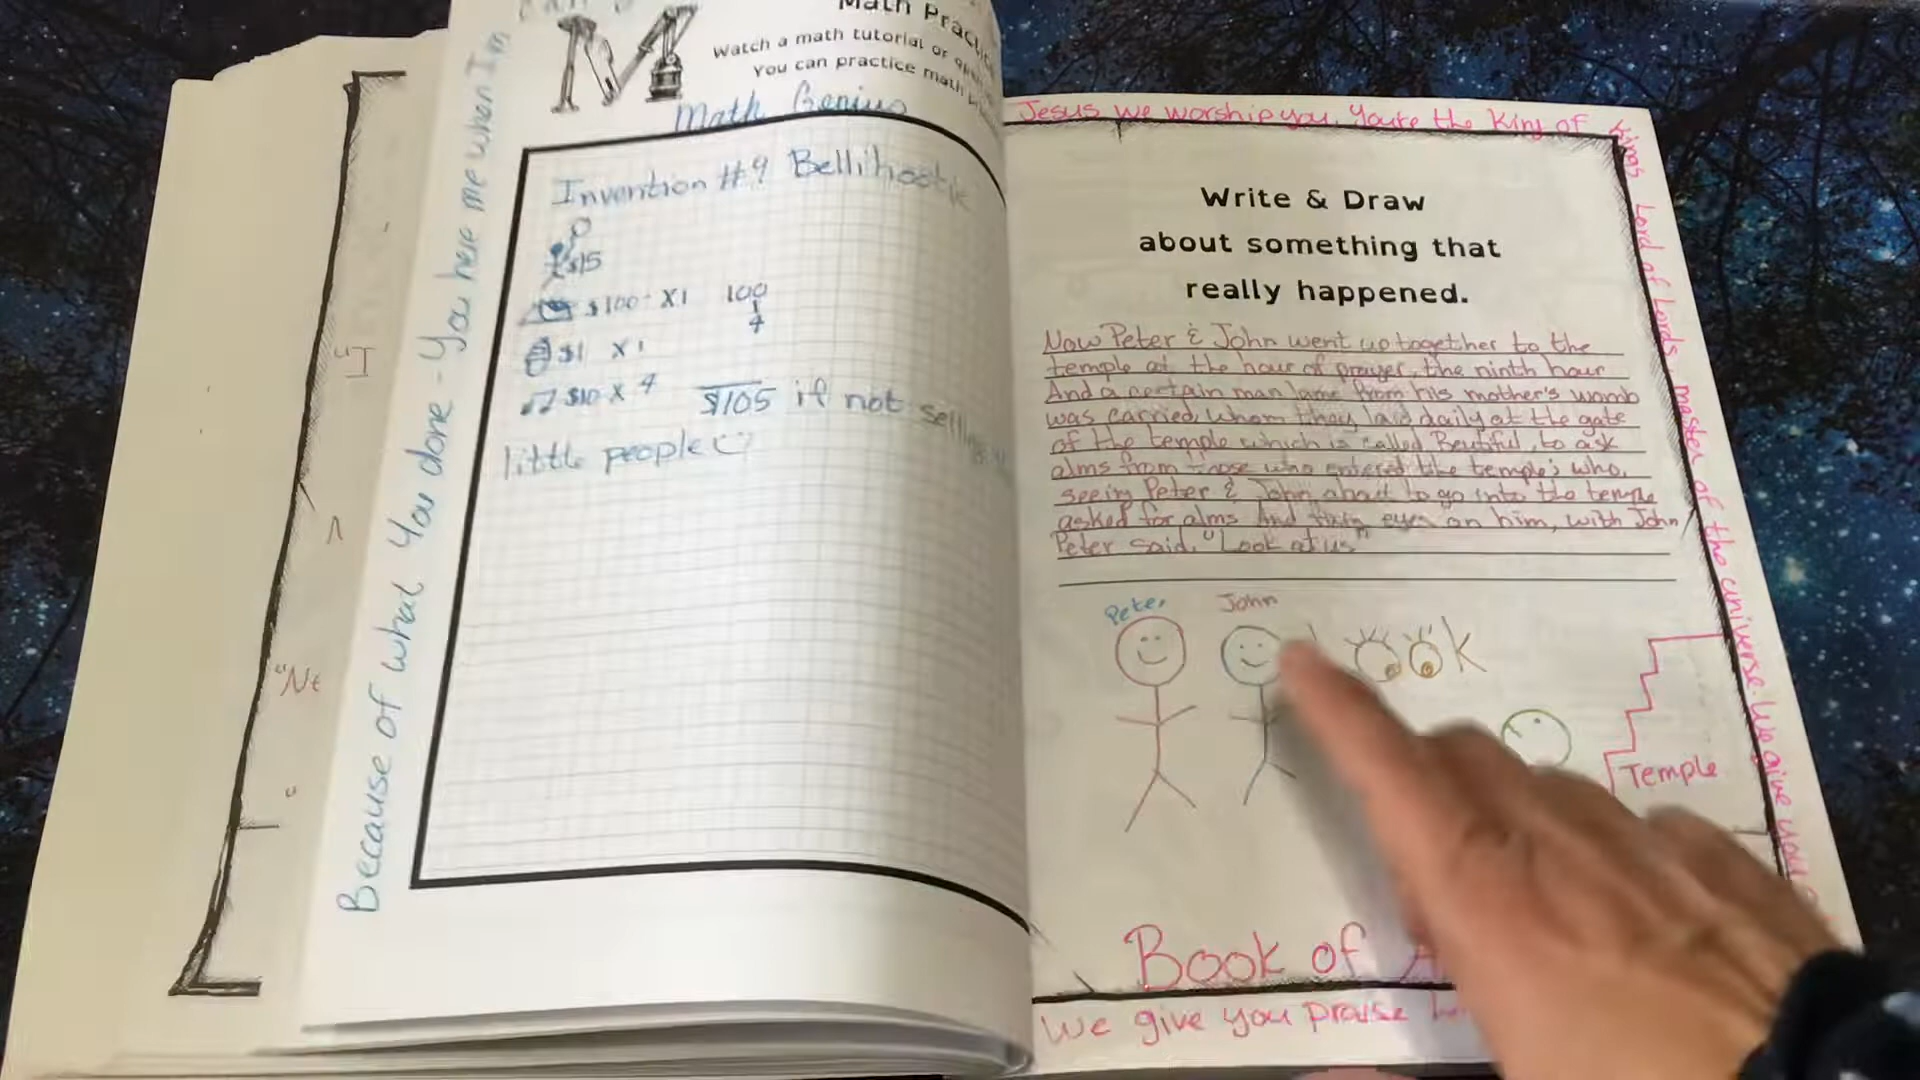 Because of what You done - You here me when I'm
Math Prac
Watch a math tutorial or
You can practice math
Math Genius
Invention #9 Bellihoot
$15
$100 - X1 100
4
$1 X1
$10 X 4 $105 if not sell
little people
"I
"Ne
"
Jesus we worship you. You're the King of Kings Lord of Lords, master of the universe. We give you
Write & Draw
about something that
really happened.
Now Peter & John went up together to the
temple at the hour of prayer, the ninth hour
And a certain man lame from his mother's womb
was carried, whom they laid daily at the gate
of the temple which is called Beutiful, to ask
alms from those who entered the temple; who,
seeing Peter & John about to go into the temple
asked for alms And eyes on him, with John
Peter said, "Look at us"
Peter John
Look
Temple
Book of A
We give you praise